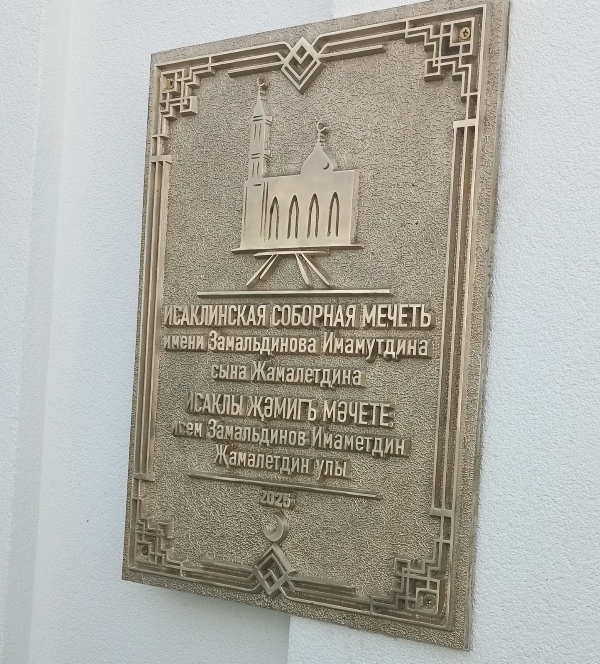 ИСАКЛИНСКАЯ СОБОРНАЯ МЕЧЕТЬ
имени Замальдинова Имамутдина
сына Жамалетдина
ИСАКЛЫ ҖӘМИГЪ МӘЧЕТЕ
исем Замальдинов Имаметдин
Җамалетдин улы
2025